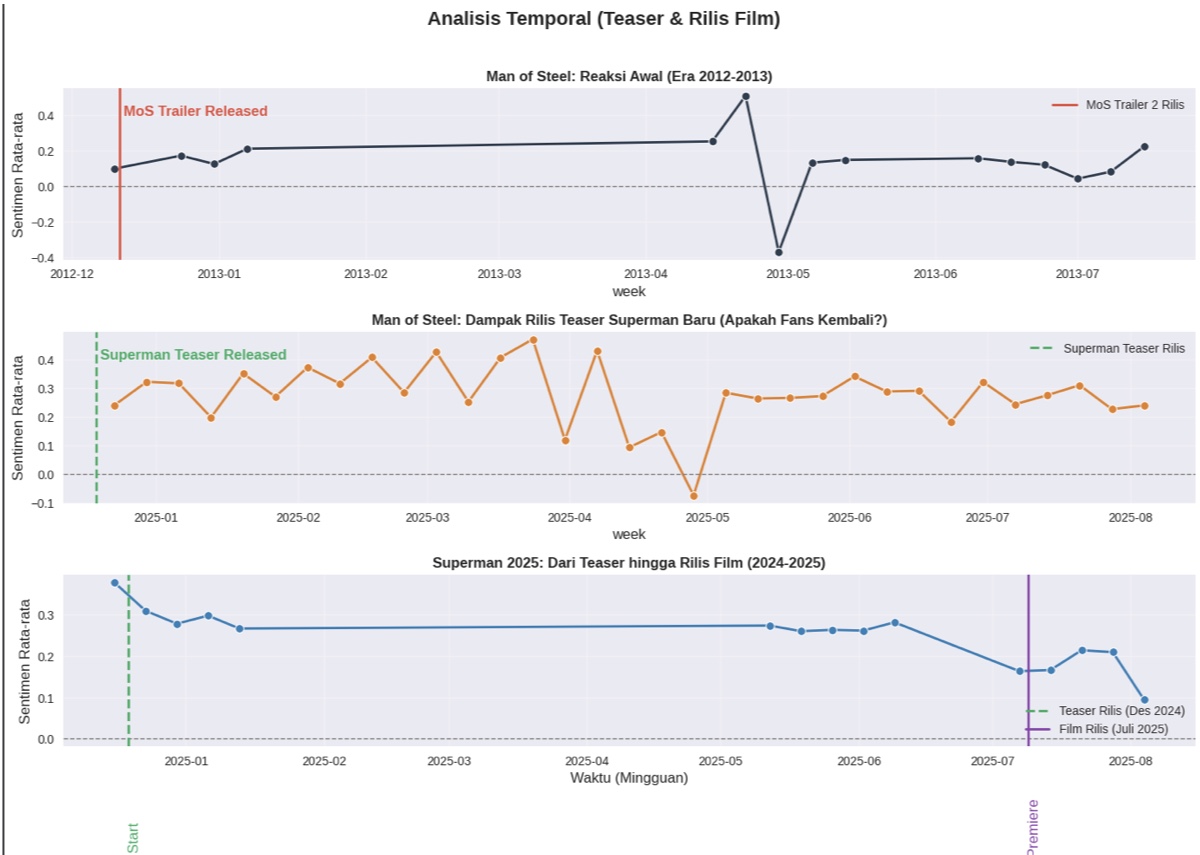 Analisis Temporal (Teaser & Rilis Film)
Man of Steel: Reaksi Awal (Era 2012-2013)
Sentimen Rata-rata
0.4
0.2
0.0
−0.2
−0.4
MoS Trailer Released
MoS Trailer 2 Rilis
2012-12 2013-01 2013-02 2013-03 2013-04 2013-05 2013-06 2013-07
week
Man of Steel: Dampak Rilis Teaser Superman Baru (Apakah Fans Kembali?)
Sentimen Rata-rata
0.4
0.3
0.2
0.1
0.0
−0.1
Superman Teaser Released
Superman Teaser Rilis
2025-01 2025-02 2025-03 2025-04 2025-05 2025-06 2025-07 2025-08
week
Superman 2025: Dari Teaser hingga Rilis Film (2024-2025)
Sentimen Rata-rata
0.3
0.2
0.1
0.0
Teaser Rilis (Des 2024)
Film Rilis (Juli 2025)
2025-01 2025-02 2025-03 2025-04 2025-05 2025-06 2025-07 2025-08
Waktu (Mingguan)
Start
Premiere